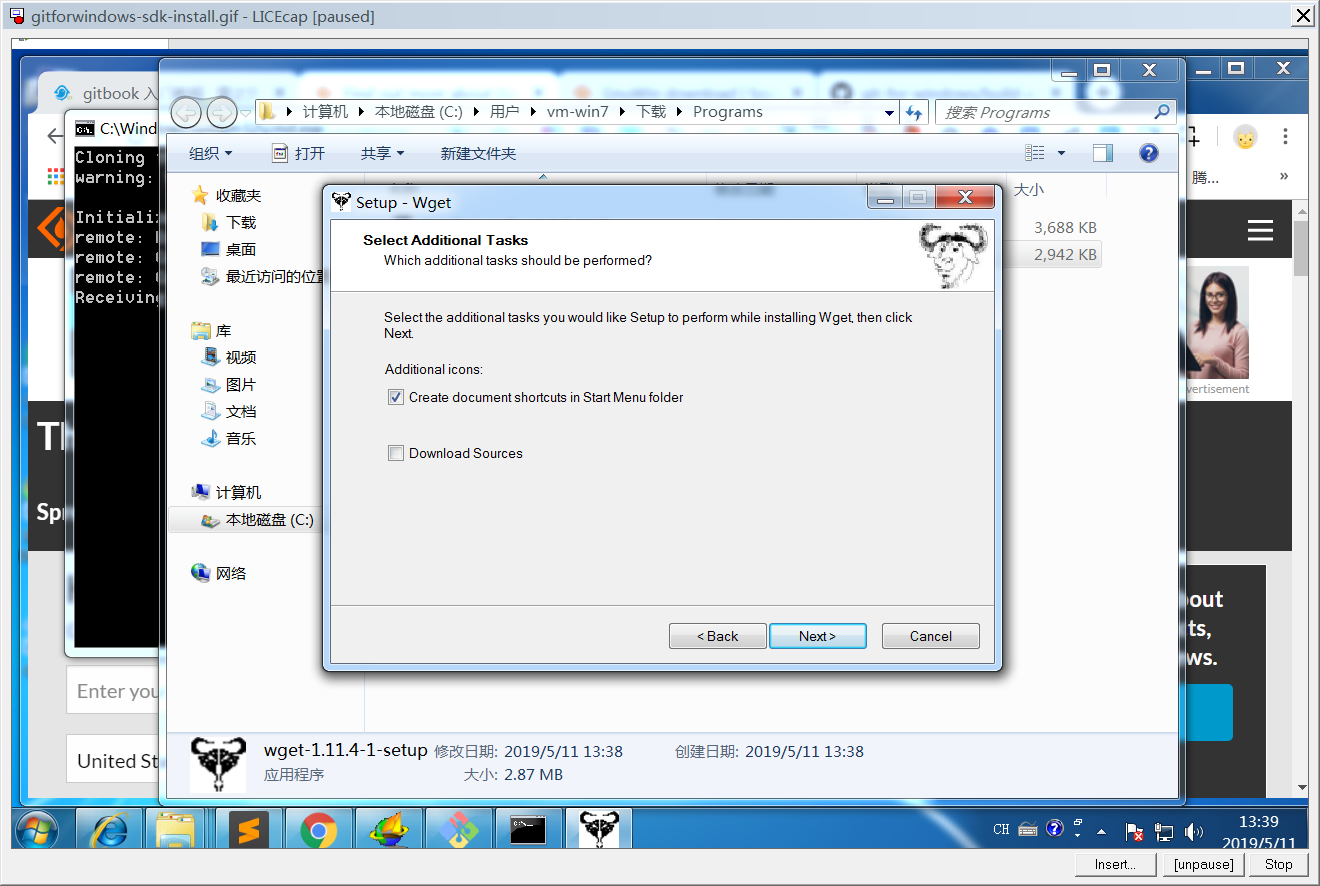 gitforwindows-sdk-install.gif - LICEcap [paused]
gitbook 入
C:\Wind
Cloning
warning:
Initializ
remote:
remote:
remote:
Receiving
计算机 本地磁盘 (C:) 用户 vm-win7 下载 Programs
搜索 Programs
组织 打开 共享 新建文件夹
腾...
»
收藏夹
下载
桌面
最近访问的位置
库
视频
图片
文档
音乐
计算机
本地磁盘 (C:)
网络
大小
3,688 KB
2,942 KB
Setup - Wget
Select Additional Tasks
Which additional tasks should be performed?
Select the additional tasks you would like Setup to perform while installing Wget, then click
Next.
Additional icons:
Create document shortcuts in Start Menu folder
Download Sources
< Back Next > Cancel
vertisement
Enter you
United St
out
ts,
ws.
wget-1.11.4-1-setup 修改日期: 2019/5/11 13:38 创建日期: 2019/5/11 13:38
应用程序 大小: 2.87 MB
CH
13:39
2019/5/11
Insert... [unpause] Stop